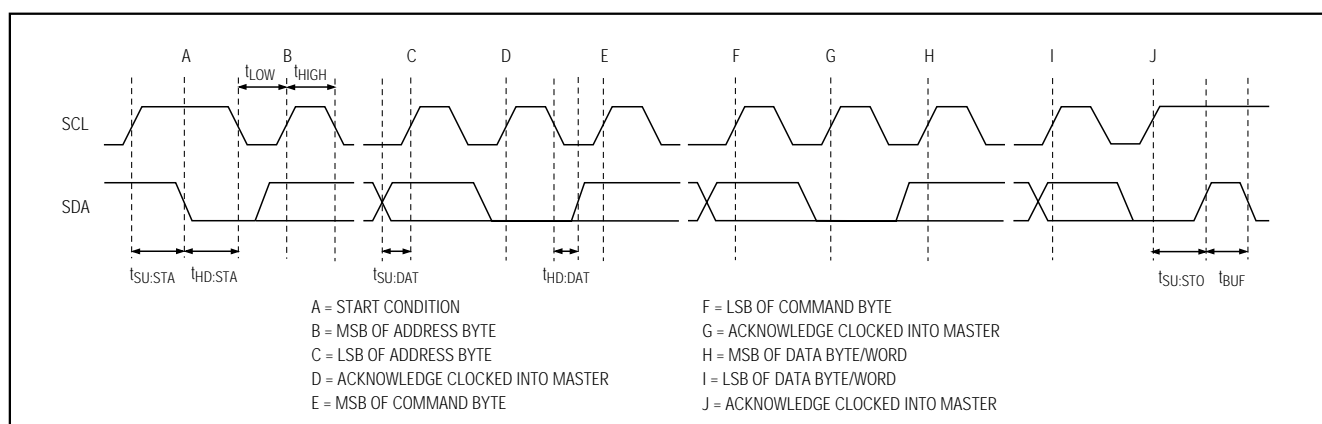 A B C D E F G H I J
tLOW tHIGH
SCL
SDA
tSU:STA tHD:STA tSU:DAT tHD:DAT tSU:STO tBUF
A = START CONDITION
B = MSB OF ADDRESS BYTE
C = LSB OF ADDRESS BYTE
D = ACKNOWLEDGE CLOCKED INTO MASTER
E = MSB OF COMMAND BYTE
F = LSB OF COMMAND BYTE
G = ACKNOWLEDGE CLOCKED INTO MASTER
H = MSB OF DATA BYTE/WORD
I = LSB OF DATA BYTE/WORD
J = ACKNOWLEDGE CLOCKED INTO MASTER